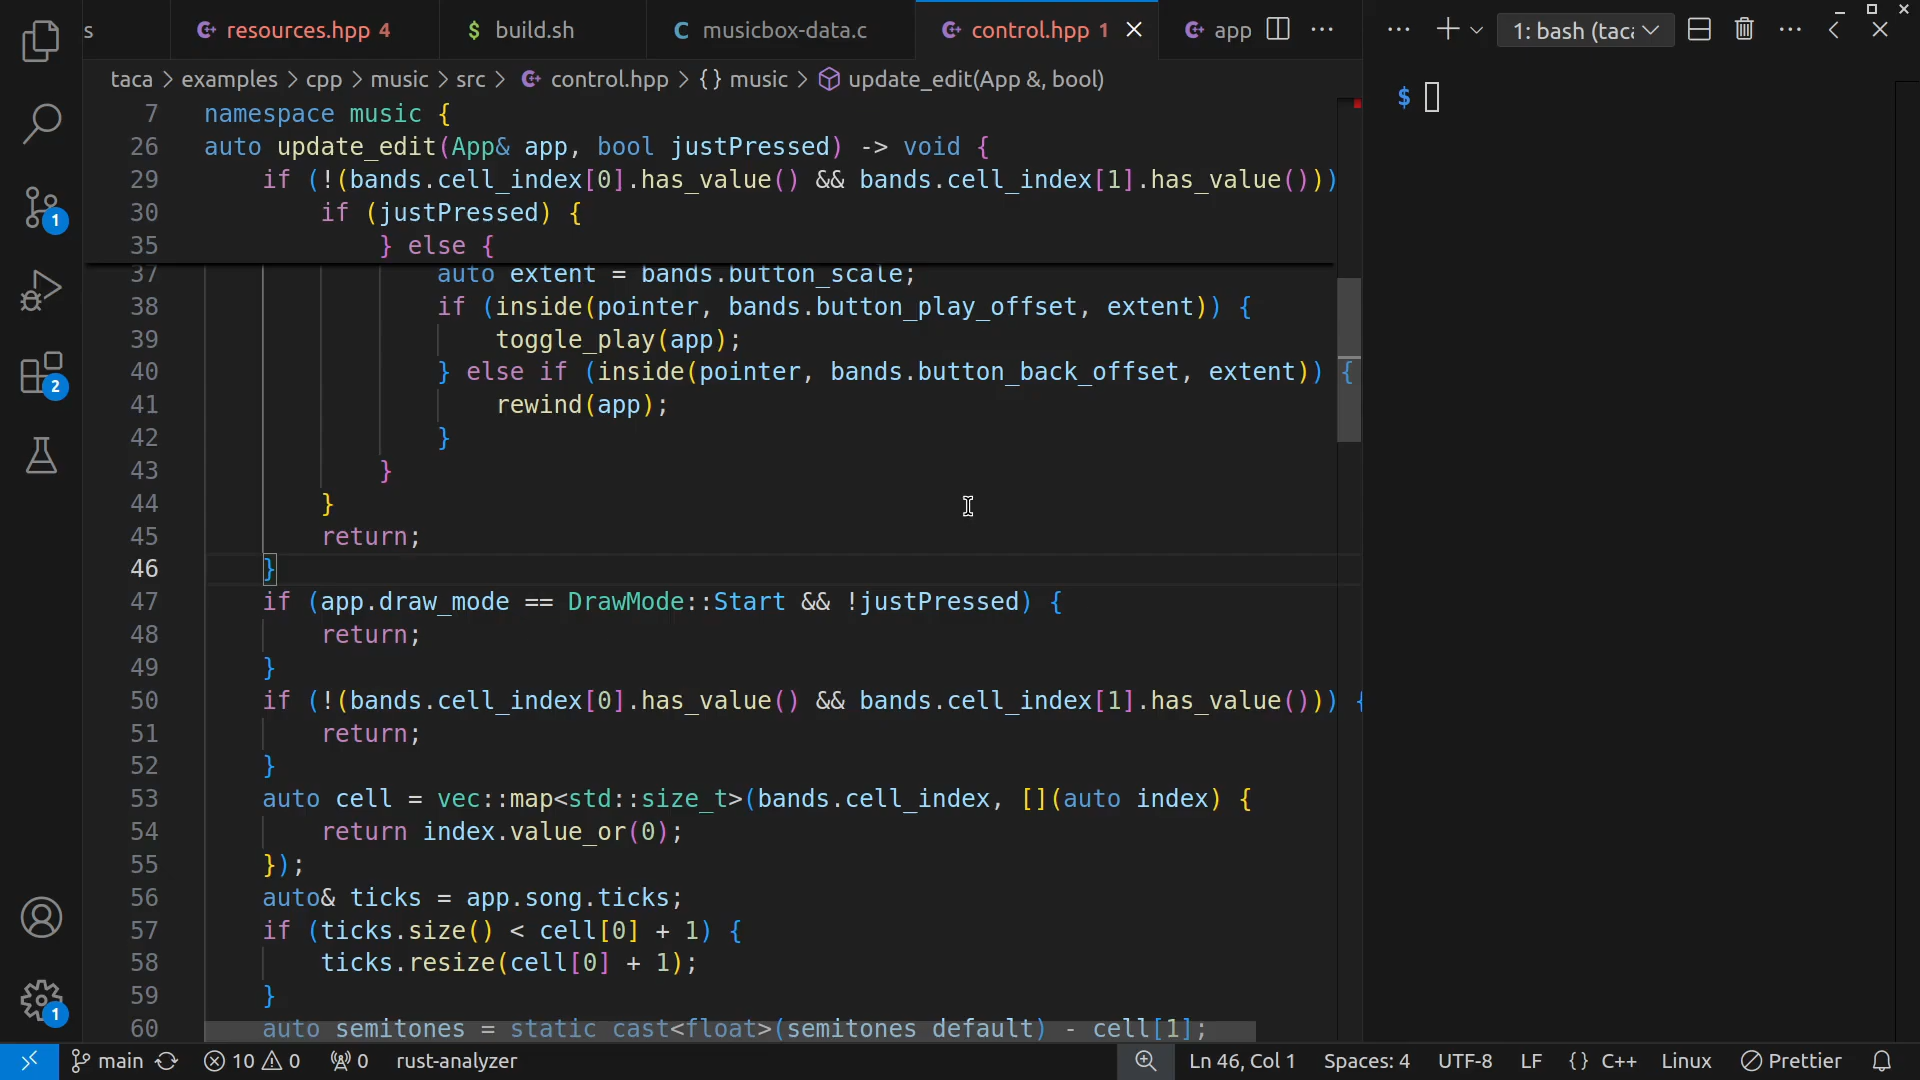 s resources.hpp 4 $ build.sh C musicbox-data.c control.hpp 1 app ··· ··· 1: bash (taca ···
taca > examples > cpp > music > src > control.hpp > {} music > update_edit(App &, bool)
$
7 namespace music {
26 auto update_edit(App& app, bool justPressed) -> void {
29 if (!(bands.cell_index[0].has_value() && bands.cell_index[1].has_value()))
30 if (justPressed) {
35 } else {
37 auto extent = bands.button_scale;
38 if (inside(pointer, bands.button_play_offset, extent)) {
39 toggle_play(app);
40 } else if (inside(pointer, bands.button_back_offset, extent)) {
41 rewind(app);
42 }
43 }
44 }
45 return;
46 }
47 if (app.draw_mode == DrawMode::Start && !justPressed) {
48 return;
49 }
50 if (!(bands.cell_index[0].has_value() && bands.cell_index[1].has_value())) {
51 return;
52 }
53 auto cell = vec::map<std::size_t>(bands.cell_index, [](auto index) {
54 return index.value_or(0);
55 });
56 auto& ticks = app.song.ticks;
57 if (ticks.size() < cell[0] + 1) {
58 ticks.resize(cell[0] + 1);
59 }
60 auto semitones = static_cast<float>(semitones_default) - cell[1];
1
2
1
main 10 0 0 rust-analyzer Ln 46, Col 1 Spaces: 4 UTF-8 LF {} C++ Linux Prettier